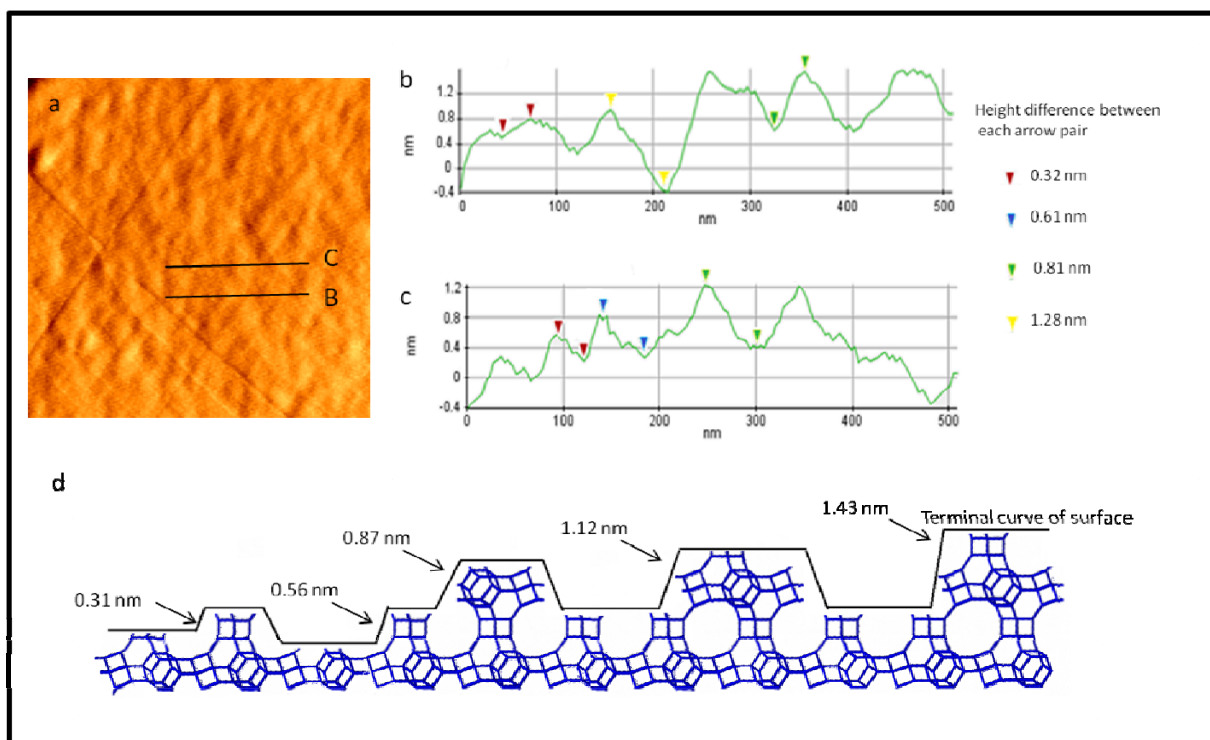 a
C
B
b
1.2
0.8
0.4
0
-0.4
nm
0
100
200
300
400
500
nm
c
1.2
0.8
0.4
0
-0.4
nm
0
100
200
300
400
500
nm
Height difference between
each arrow pair
0.32 nm
0.61 nm
0.81 nm
1.28 nm
d
0.31 nm
0.56 nm
0.87 nm
1.12 nm
1.43 nm
Terminal curve of surface